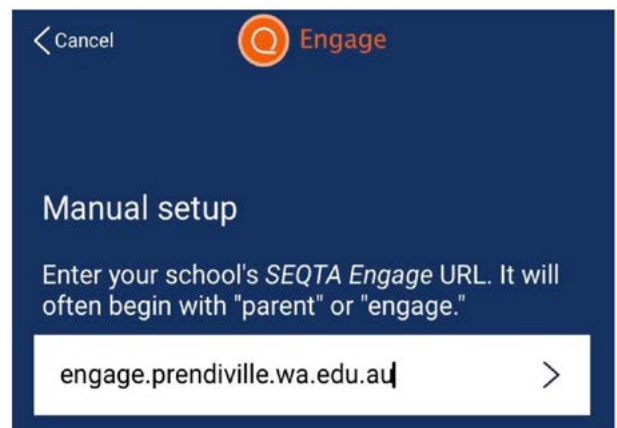 Cancel Engage
Manual setup
Enter your school's SEQTA Engage URL. It will
often begin with "parent" or "engage."
engage.prendiville.wa.edu.au